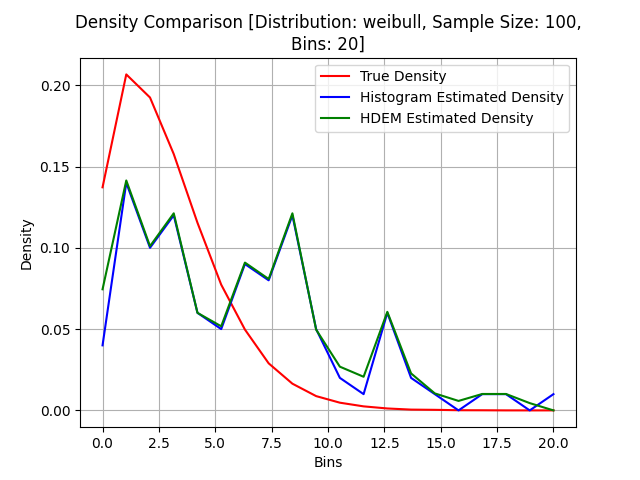 Density Comparison [Distribution: weibull, Sample Size: 100,
Bins: 20]
True Density
Histogram Estimated Density
HDEM Estimated Density
Density
0.20
0.15
0.10
0.05
0.00
0.0 2.5 5.0 7.5 10.0 12.5 15.0 17.5 20.0
Bins